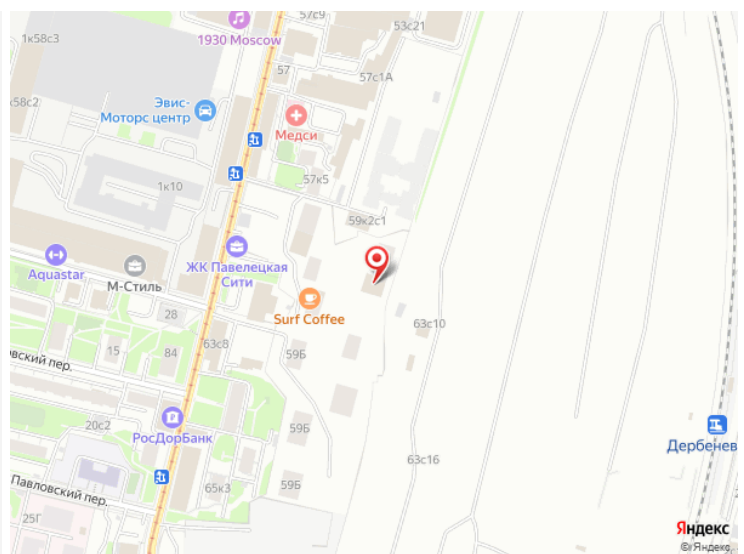 57с9
53с21
1к58с3
1930 Moscow
57
57с1А
к58с2
Эвис-
Моторс центр
Медси
57к5
1к10
59к2с1
ЖК Павелецкая
Сити
Aquastar
М-Стиль
Surf Coffee
28
63с10
63с8
15
84
59Б
овский пер.
20с2
59Б
РосДорБанк
Дербенев
63с16
65к3
59Б
Павловский пер.
25Г
2
Яндекс
© Яндекс